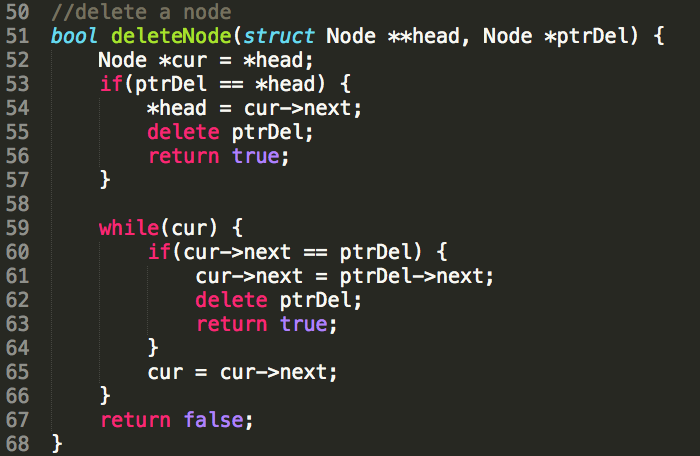 50 //delete a node
51 bool deleteNode(struct Node **head, Node *ptrDel) {
52     Node *cur = *head;
53     if(ptrDel == *head) {
54         *head = cur->next;
55         delete ptrDel;
56         return true;
57     }
58
59     while(cur) {
60         if(cur->next == ptrDel) {
61             cur->next = ptrDel->next;
62             delete ptrDel;
63             return true;
64         }
65         cur = cur->next;
66     }
67     return false;
68 }